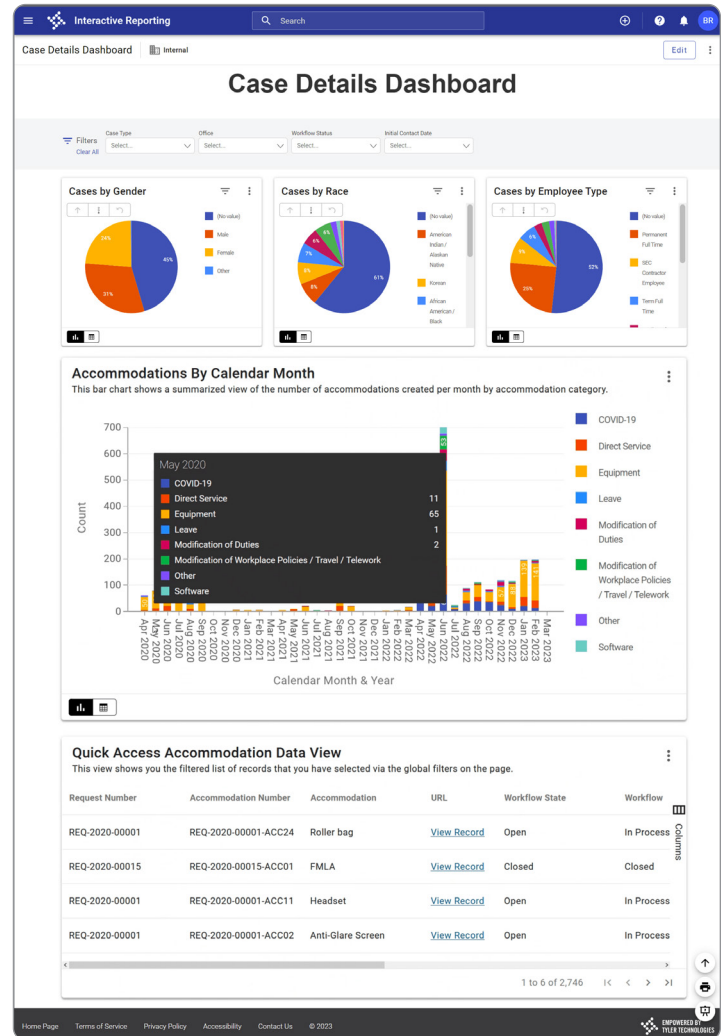 Interactive Reporting
Search
BR
Case Details Dashboard
Internal
Edit
Case Details Dashboard
Filters
Clear All
Case Type
Select...
Office
Select...
Workflow Status
Select...
Initial Contact Date
Select...
Cases by Gender
24%
45%
31%
(No value)
Male
Female
Other
Cases by Race
6%
6%
7%
8%
8%
61%
(No value)
American
Indian /
Alaskan
Native
Korean
African
American /
Black
Cases by Employee Type
6%
9%
25%
52%
(No value)
Permanent
Full Time
SEC
Contractor
Employee
Term Full
Time
Accommodations By Calendar Month
This bar chart shows a summarized view of the number of accommodations created per month by accommodation category.
Count
700
600
500
400
300
200
100
0
May 2020
COVID-19
Direct Service 11
Equipment 65
Leave 1
Modification of Duties 2
Modification of Workplace Policies / Travel / Telework
Other
Software
53
139
143
Apr 2020
May 2020
Jun 2020
Jul 2020
Aug 2020
Sep 2020
Oct 2020
Nov 2020
Dec 2020
Jan 2021
Feb 2021
Mar 2021
Apr 2021
May 2021
Jun 2021
Jul 2021
Aug 2021
Sep 2021
Oct 2021
Nov 2021
Dec 2021
Jan 2022
Feb 2022
Mar 2022
Apr 2022
May 2022
Jun 2022
Jul 2022
Aug 2022
Sep 2022
Oct 2022
Nov 2022
Dec 2022
Jan 2023
Feb 2023
Mar 2023
Calendar Month & Year
COVID-19
Direct Service
Equipment
Leave
Modification of
Duties
Modification of
Workplace Policies
/ Travel / Telework
Other
Software
Quick Access Accommodation Data View
This view shows you the filtered list of records that you have selected via the global filters on the page.
Request Number Accommodation Number Accommodation URL Workflow State Workflow
REQ-2020-00001 REQ-2020-00001-ACC24 Roller bag View Record Open In Process
REQ-2020-00015 REQ-2020-00015-ACC01 FMLA View Record Closed Closed
REQ-2020-00001 REQ-2020-00001-ACC11 Headset View Record Open In Process
REQ-2020-00001 REQ-2020-00001-ACC02 Anti-Glare Screen View Record Open In Process
Columns
1 to 6 of 2,746
Home Page Terms of Service Privacy Policy Accessibility Contact Us © 2023
EMPOWERED BY
TYLER TECHNOLOGIES